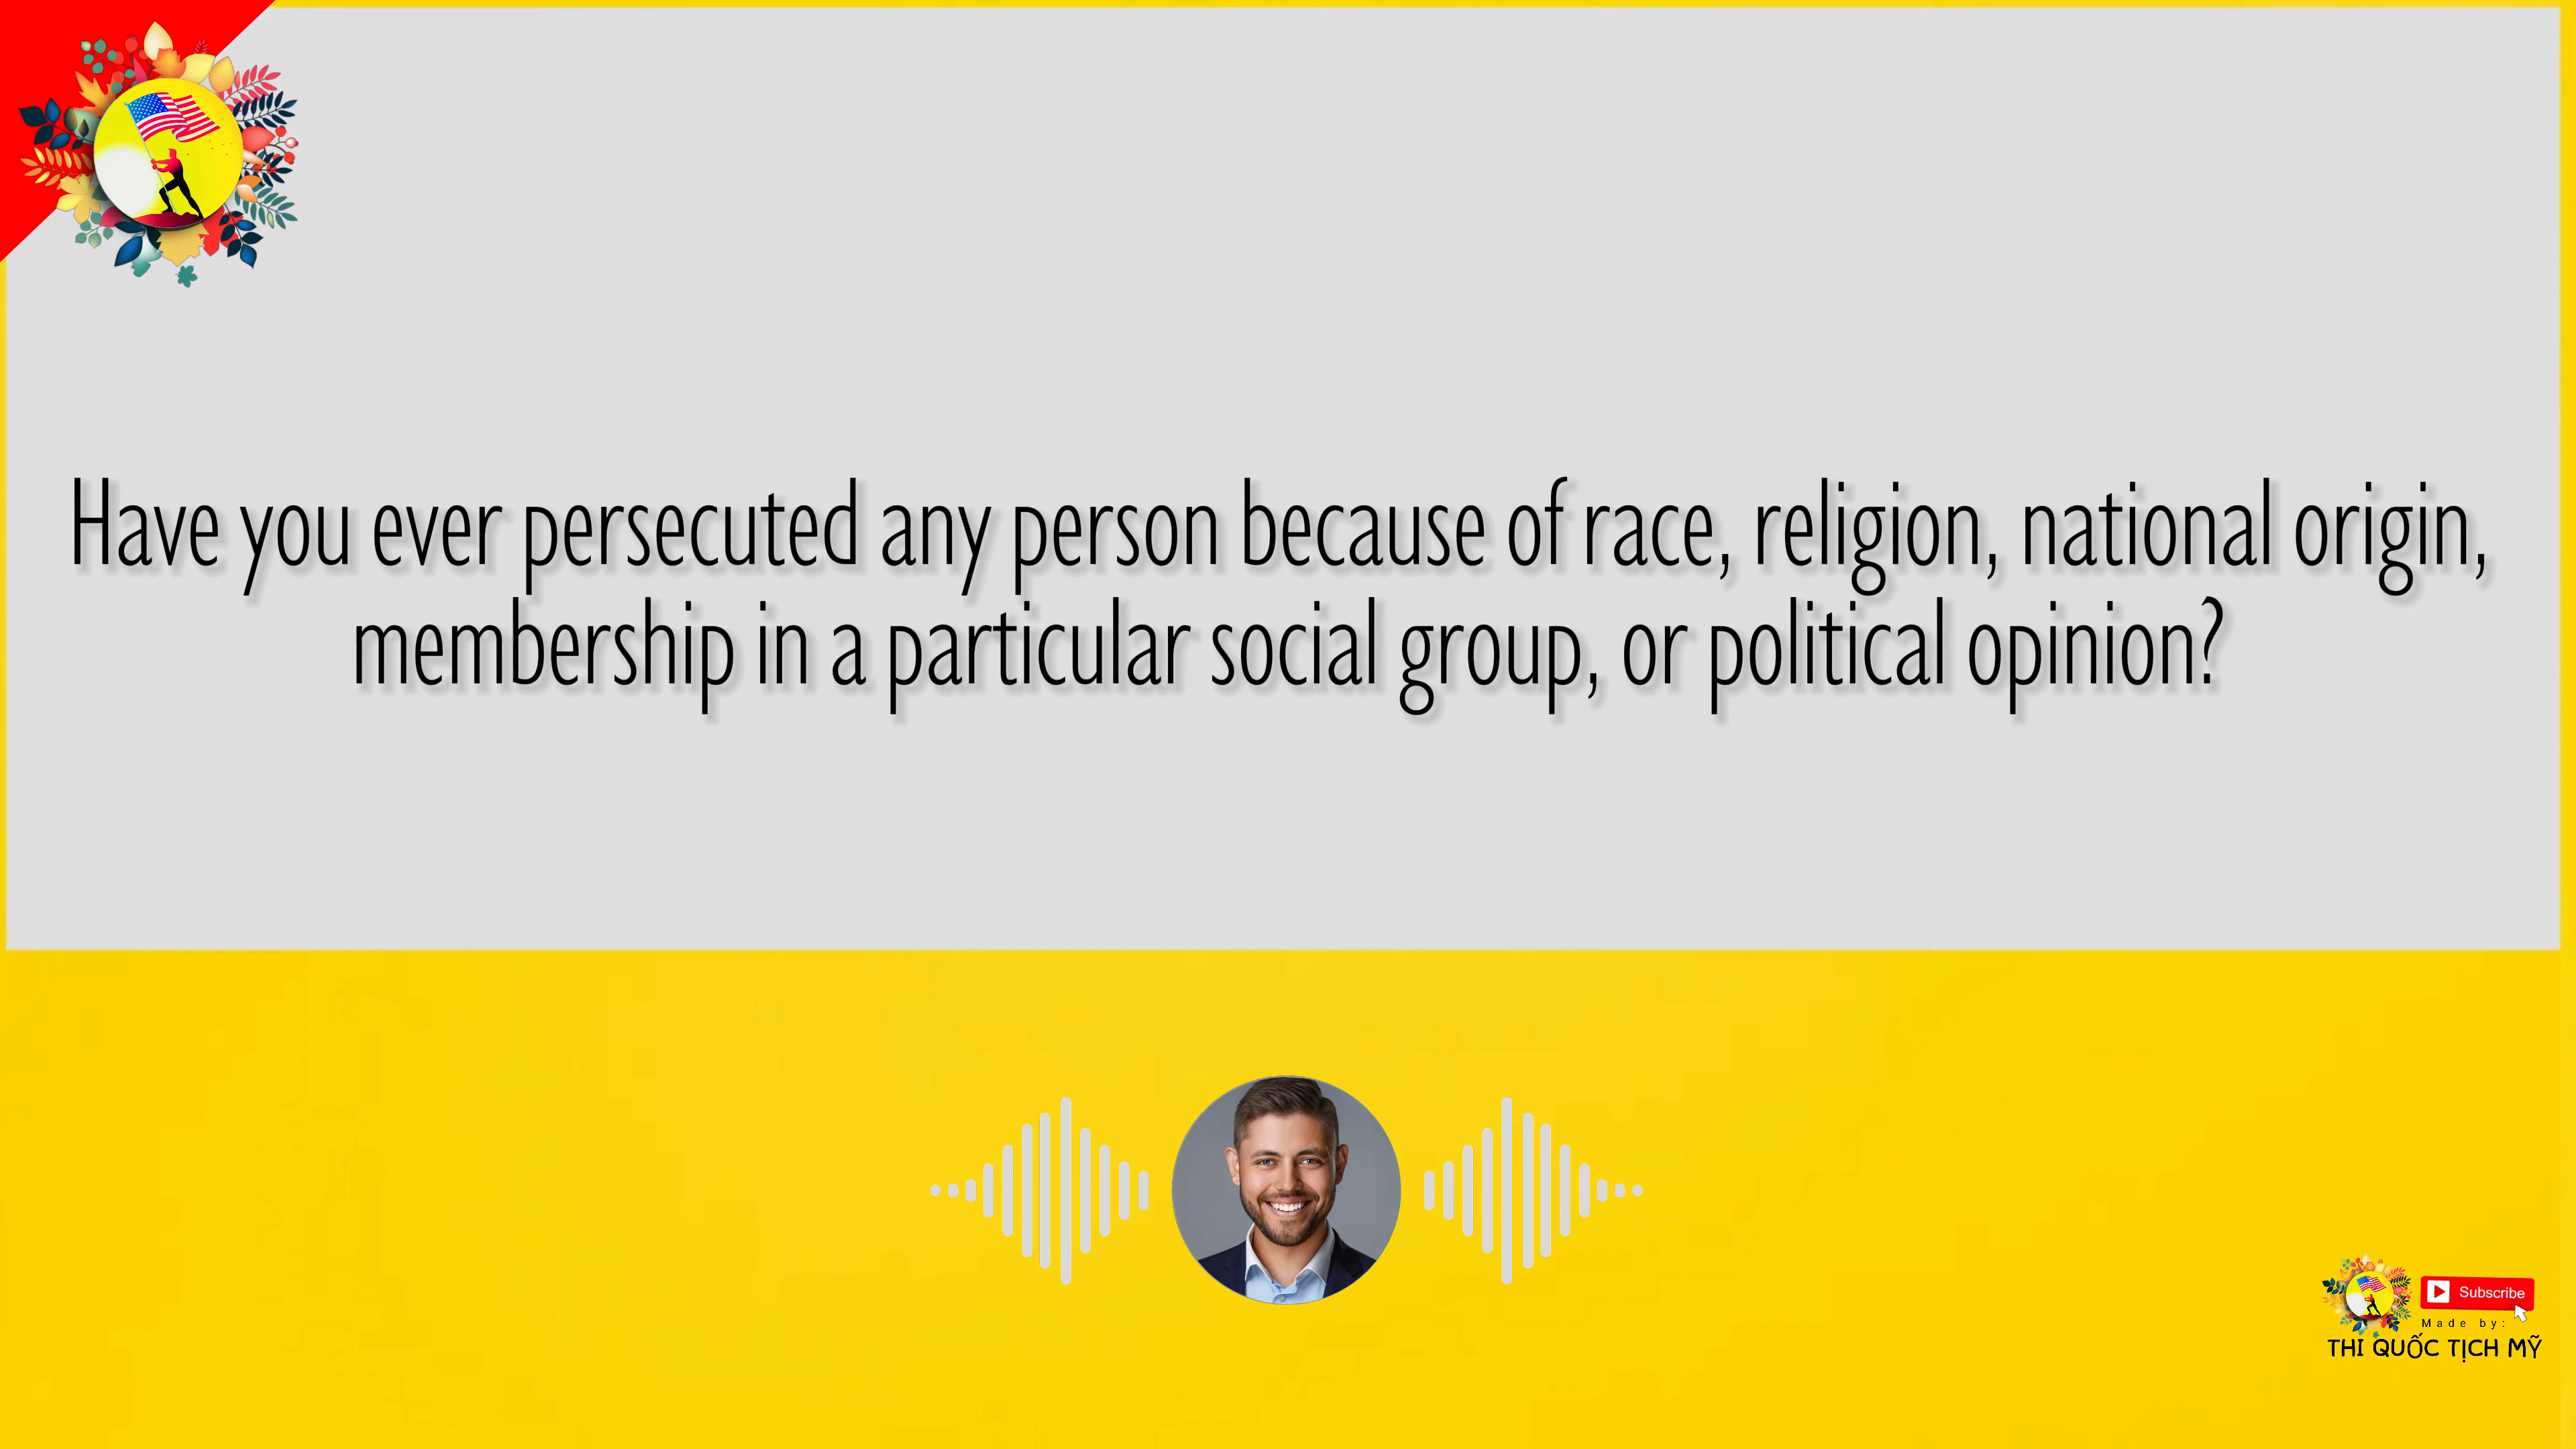 Have you ever persecuted any person because of race, religion, national origin,
membership in a particular social group, or political opinion?
Subscribe
Made by:
THI QUỐC TỊCH MỸ